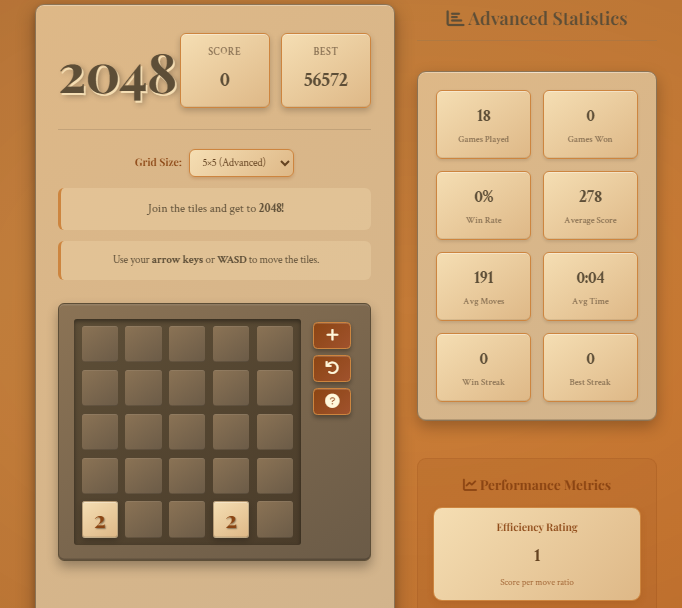 2048
SCORE
0
BEST
56572
Grid Size: 5×5 (Advanced)
Join the tiles and get to 2048!
Use your arrow keys or WASD to move the tiles.
2 2
Advanced Statistics
18
Games Played
0
Games Won
0%
Win Rate
278
Average Score
191
Avg Moves
0:04
Avg Time
0
Win Streak
0
Best Streak
Performance Metrics
Efficiency Rating
1
Score per move ratio